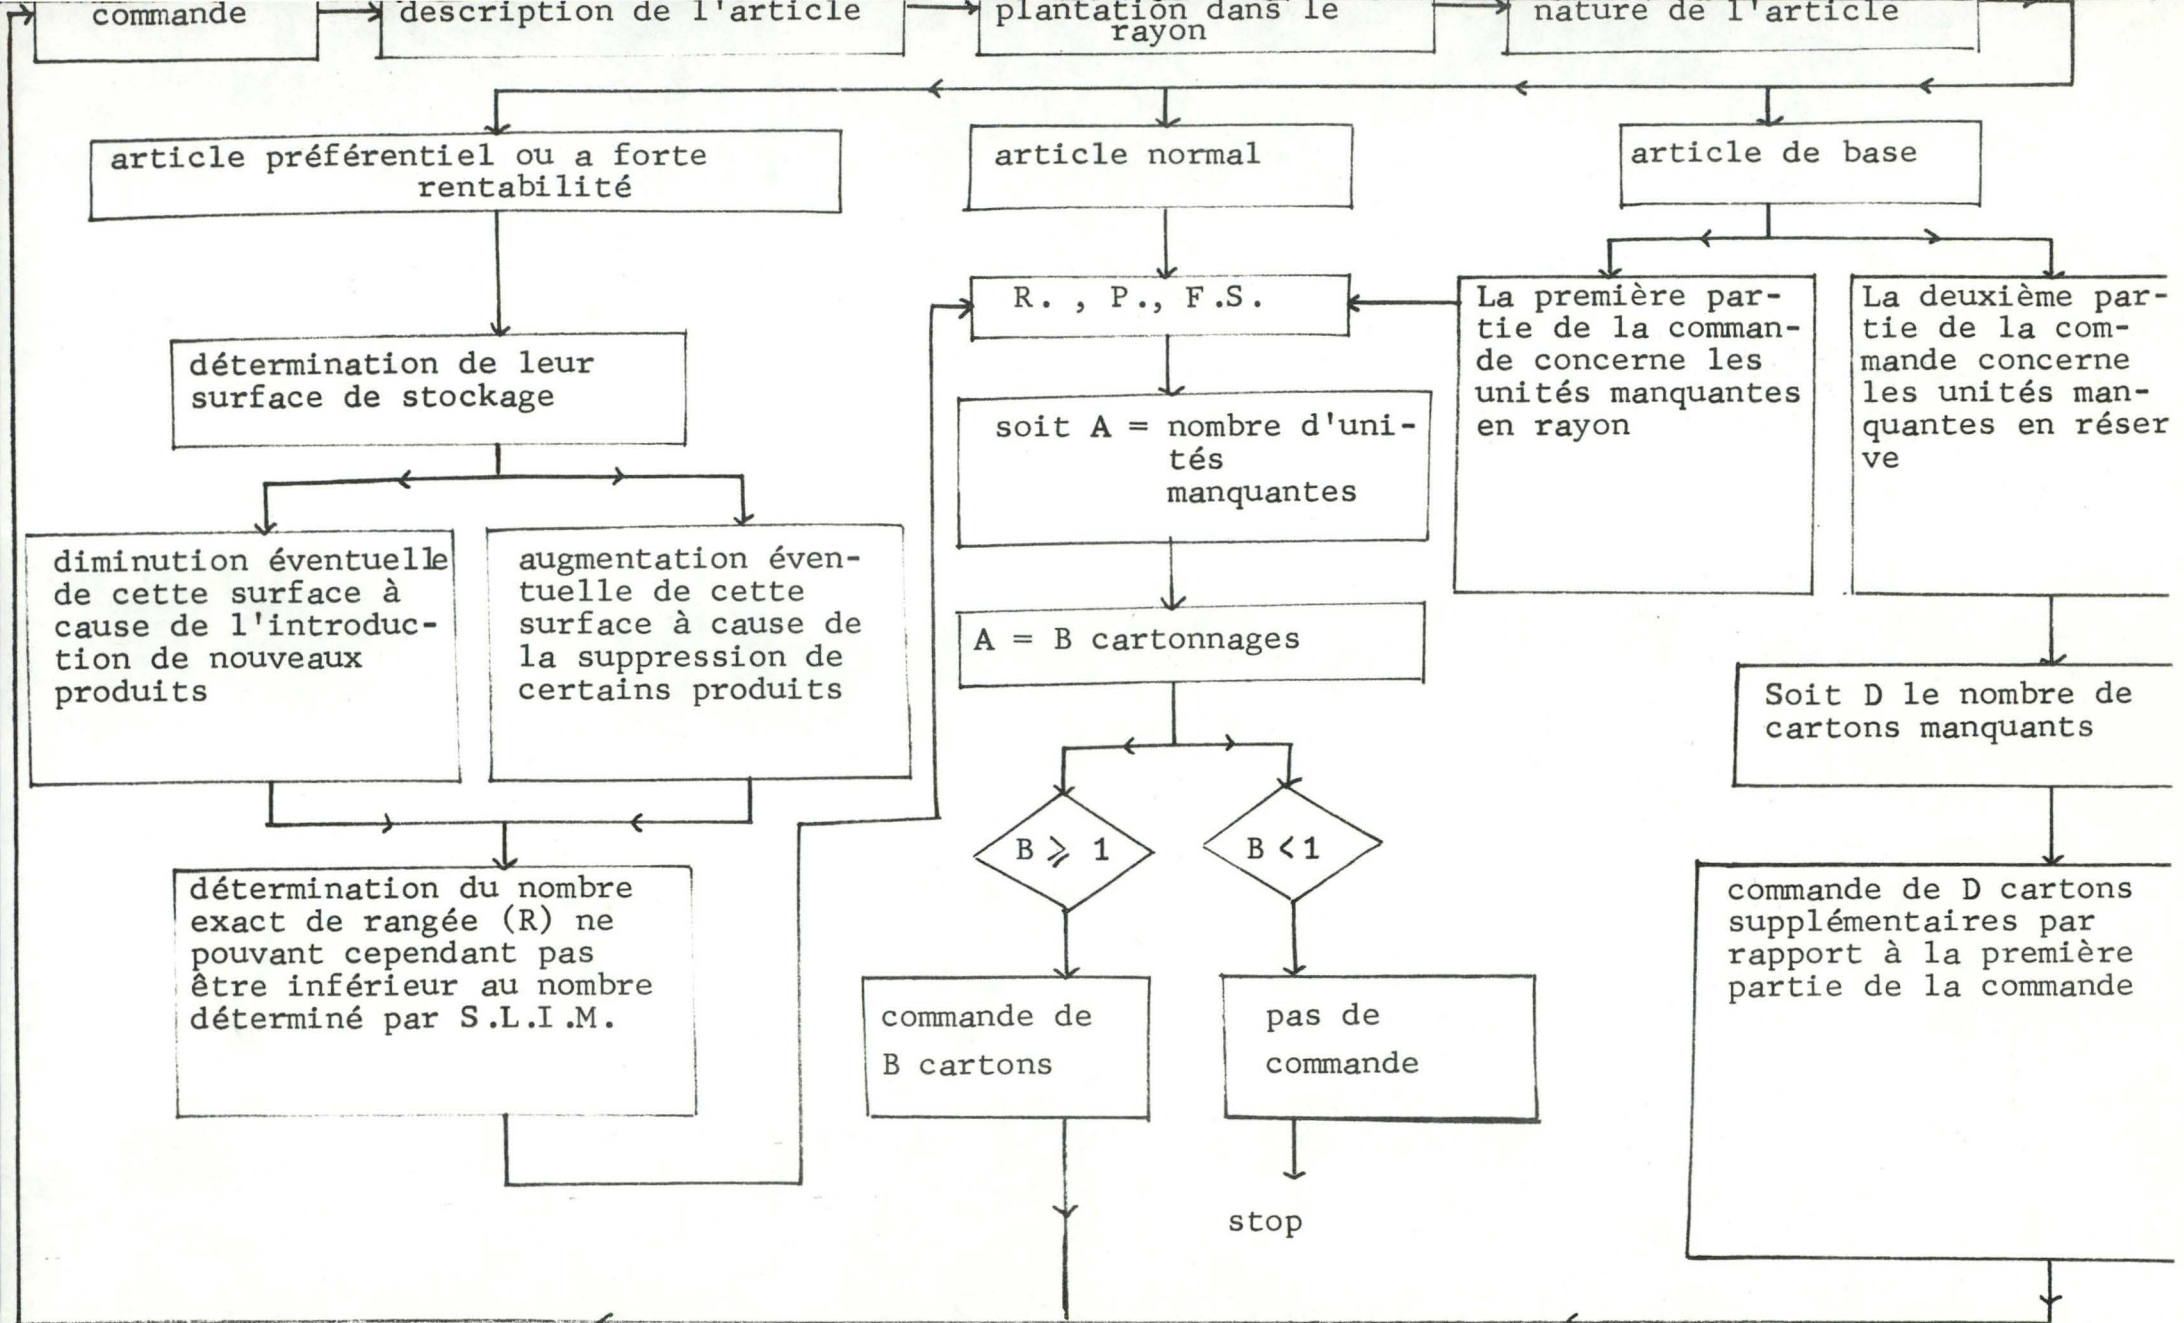 commande
description de l'article
plantation dans le
rayon
nature de l'article
article préférentiel ou a forte
rentabilité
article normal
article de base
détermination de leur
surface de stockage
diminution éventuelle
de cette surface à
cause de l'introduc-
tion de nouveaux
produits
augmentation éven-
tuelle de cette
surface à cause de
la suppression de
certains produits
détermination du nombre
exact de rangée (R) ne
pouvant cependant pas
être inférieur au nombre
déterminé par S.L.I.M.
R. , P., F.S.
soit A = nombre d'uni-
tés
manquantes
A = B cartonnages
B ⩾ 1
B < 1
commande de
B cartons
pas de
commande
stop
La première par-
tie de la comman-
de concerne les
unités manquantes
en rayon
La deuxième par-
tie de la com-
mande concerne
les unités man-
quantes en réser
ve
Soit D le nombre de
cartons manquants
commande de D cartons
supplémentaires par
rapport à la première
partie de la commande